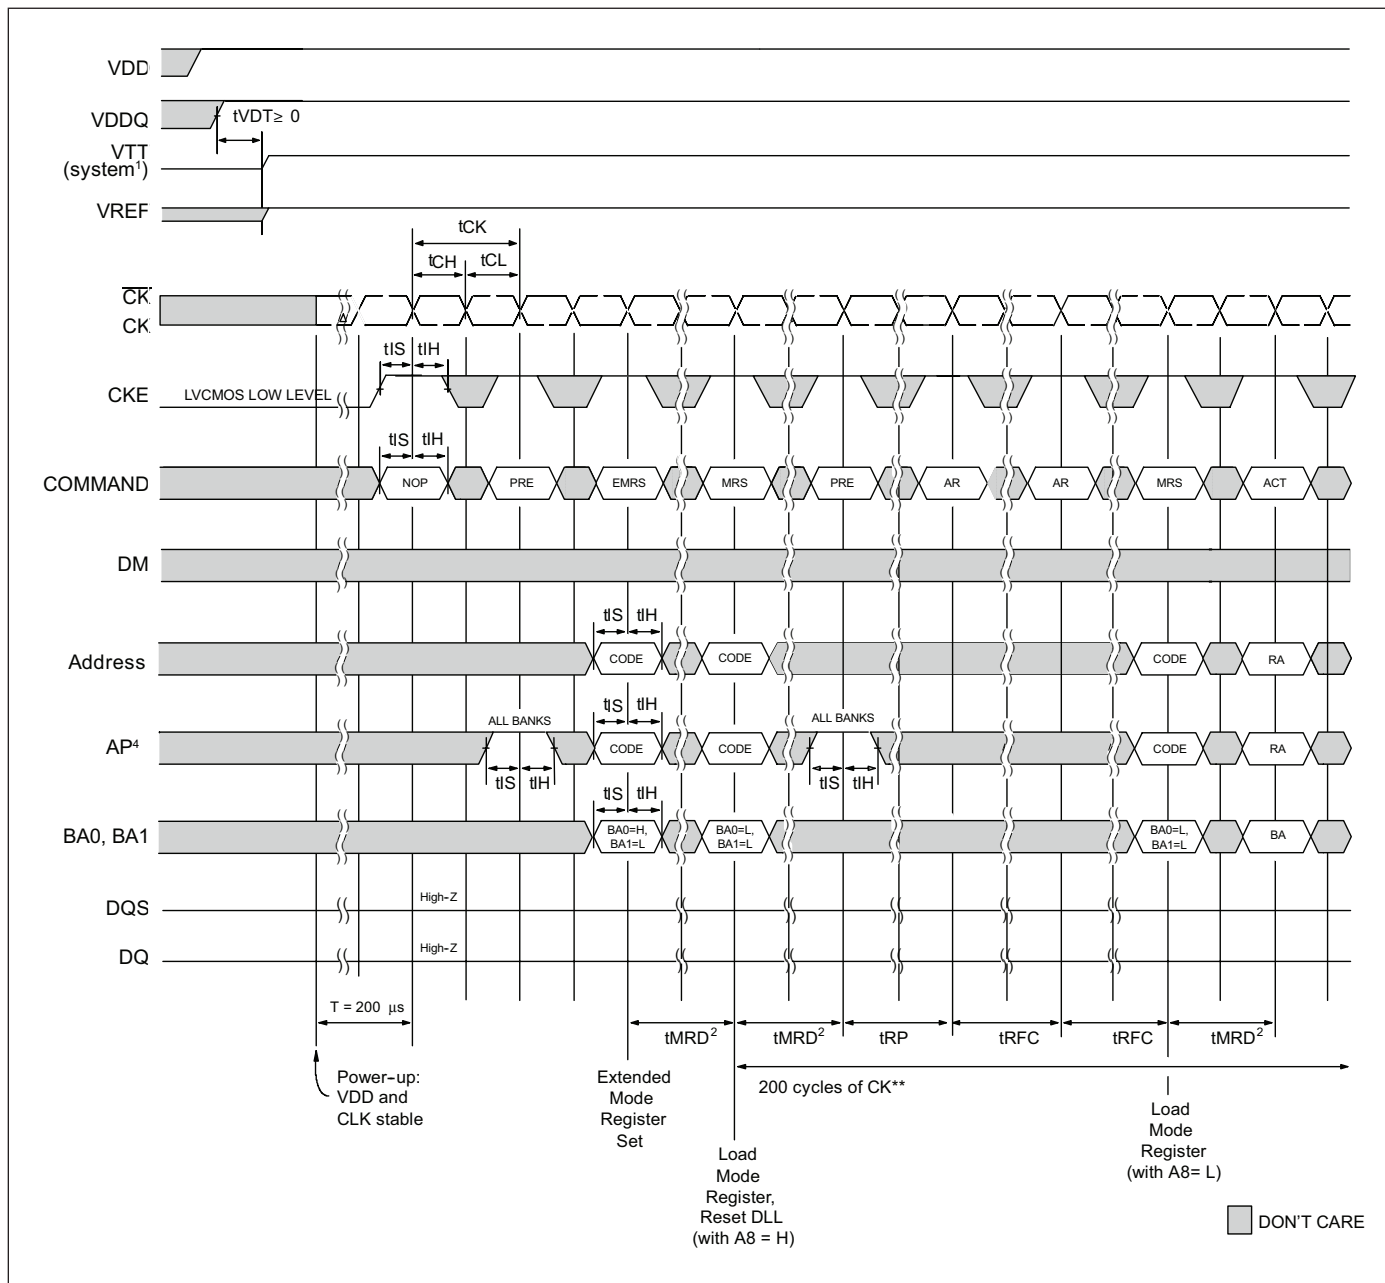 VDD
VDDQ
tVDT≥ 0
VTT
(system¹)
VREF
tCK
tCH tCL
CK
CK
tIS tIH
CKE LVCMOS LOW LEVEL
tIS tIH
COMMAND NOP PRE EMRS MRS PRE AR AR MRS ACT
DM
tIS tIH
Address CODE CODE CODE RA
ALL BANKS tIS tIH ALL BANKS
AP⁴ CODE CODE CODE RA
tIS tIH tIS tIH
tIS tIH
BA0, BA1 BA0=H, BA1=L BA0=L, BA1=L BA0=L, BA1=L BA
DQS High-Z
DQ High-Z
T = 200 µs
tMRD² tMRD² tRP tRFC tRFC tMRD²
Power-up:
VDD and
CLK stable
Extended
Mode
Register
Set
200 cycles of CK**
Load
Mode
Register,
Reset DLL
(with A8 = H)
Load
Mode
Register
(with A8= L)
DON'T CARE